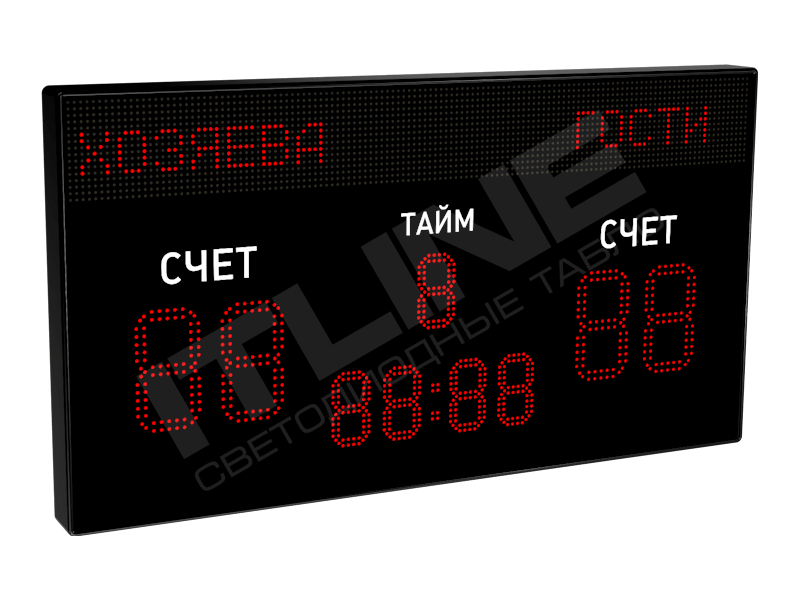 ХОЗЯЕВА ГОСТИ
ТАЙМ
СЧЕТ СЧЕТ
8
88 88
88:88
ITLINE
СВЕТОДИОДНЫЕ ТАБЛО